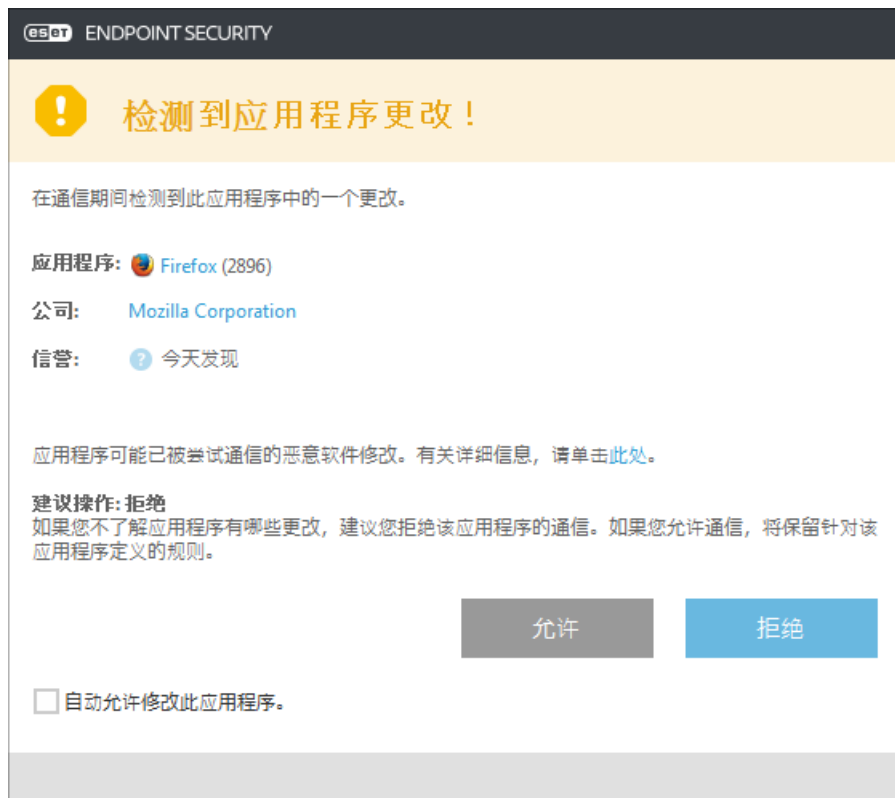 eset ENDPOINT SECURITY
检测到应用程序更改！
在通信期间检测到此应用程序中的一个更改。
应用程序: Firefox (2896)
公司: Mozilla Corporation
信誉: ? 今天发现
应用程序可能已被尝试通信的恶意软件修改。有关详细信息，请单击此处。
建议操作: 拒绝
如果您不了解应用程序有哪些更改，建议您拒绝该应用程序的通信。如果您允许通信，将保留针对该
应用程序定义的规则。
允许 拒绝
自动允许修改此应用程序。